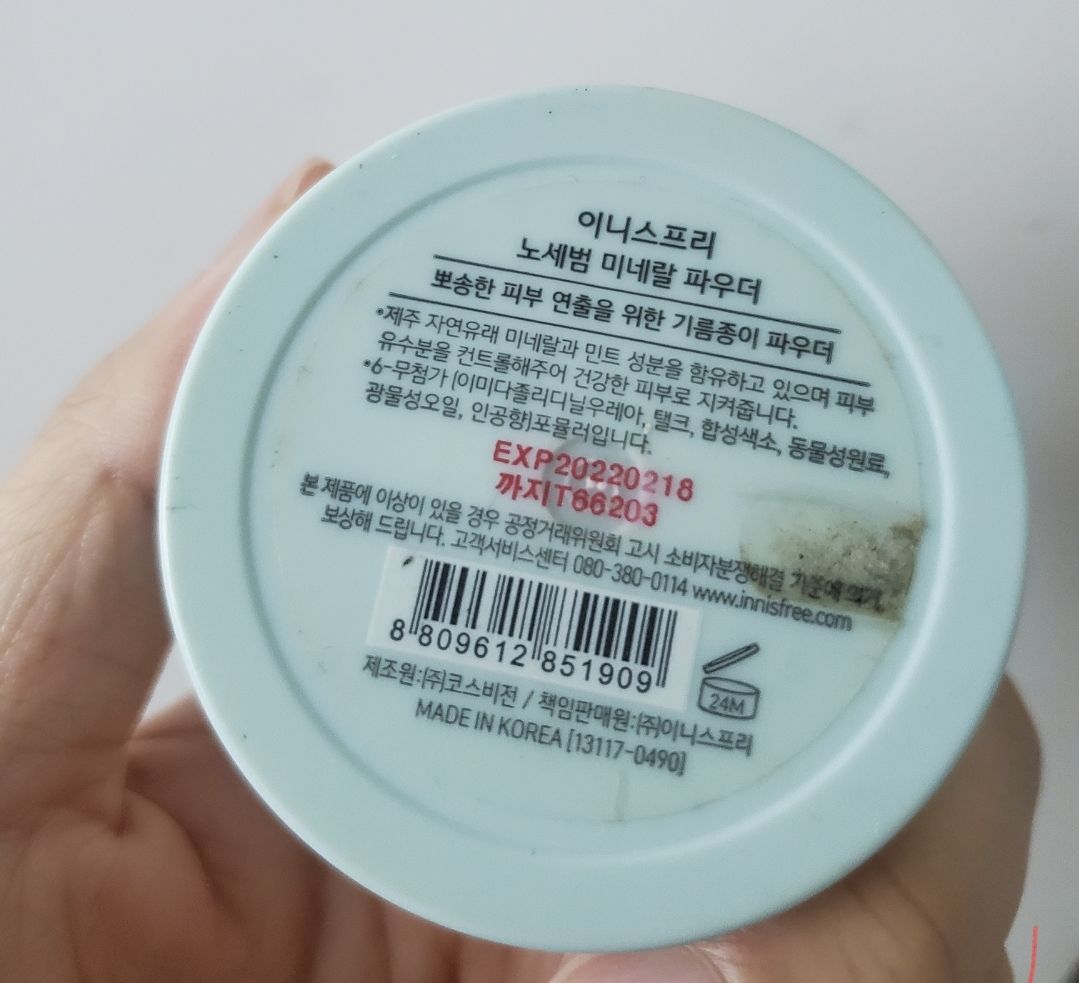 이니스프리
노세범 미네랄 파우더
뽀송한 피부 연출을 위한 기름종이 파우더
*제주 자연유래 미네랄과 민트 성분을 함유하고 있으며 피부
유수분을 컨트롤해주어 건강한 피부로 지켜줍니다.
*6-무첨가 (이미다졸리디닐우레아, 탤크, 합성색소, 동물성원료,
광물성오일, 인공향)포뮬러입니다.
EXP20220218
까지T66203
본 제품에 이상이 있을 경우 공정거래위원회 고시 소비자분쟁해결 기준에 의거
보상해 드립니다. 고객서비스센터 080-380-0114 www.innisfree.com
8 809612 851909
24M
제조원:(주)코스비전 / 책임판매원:(주)이니스프리
MADE IN KOREA [13117-0490]